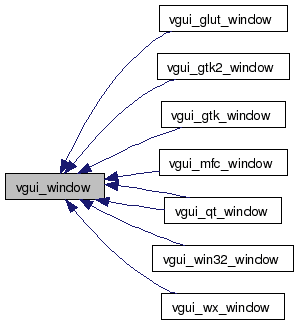 vgui_glut_window
vgui_gtk2_window
vgui_gtk_window
vgui_mfc_window
vgui_window
vgui_qt_window
vgui_win32_window
vgui_wx_window